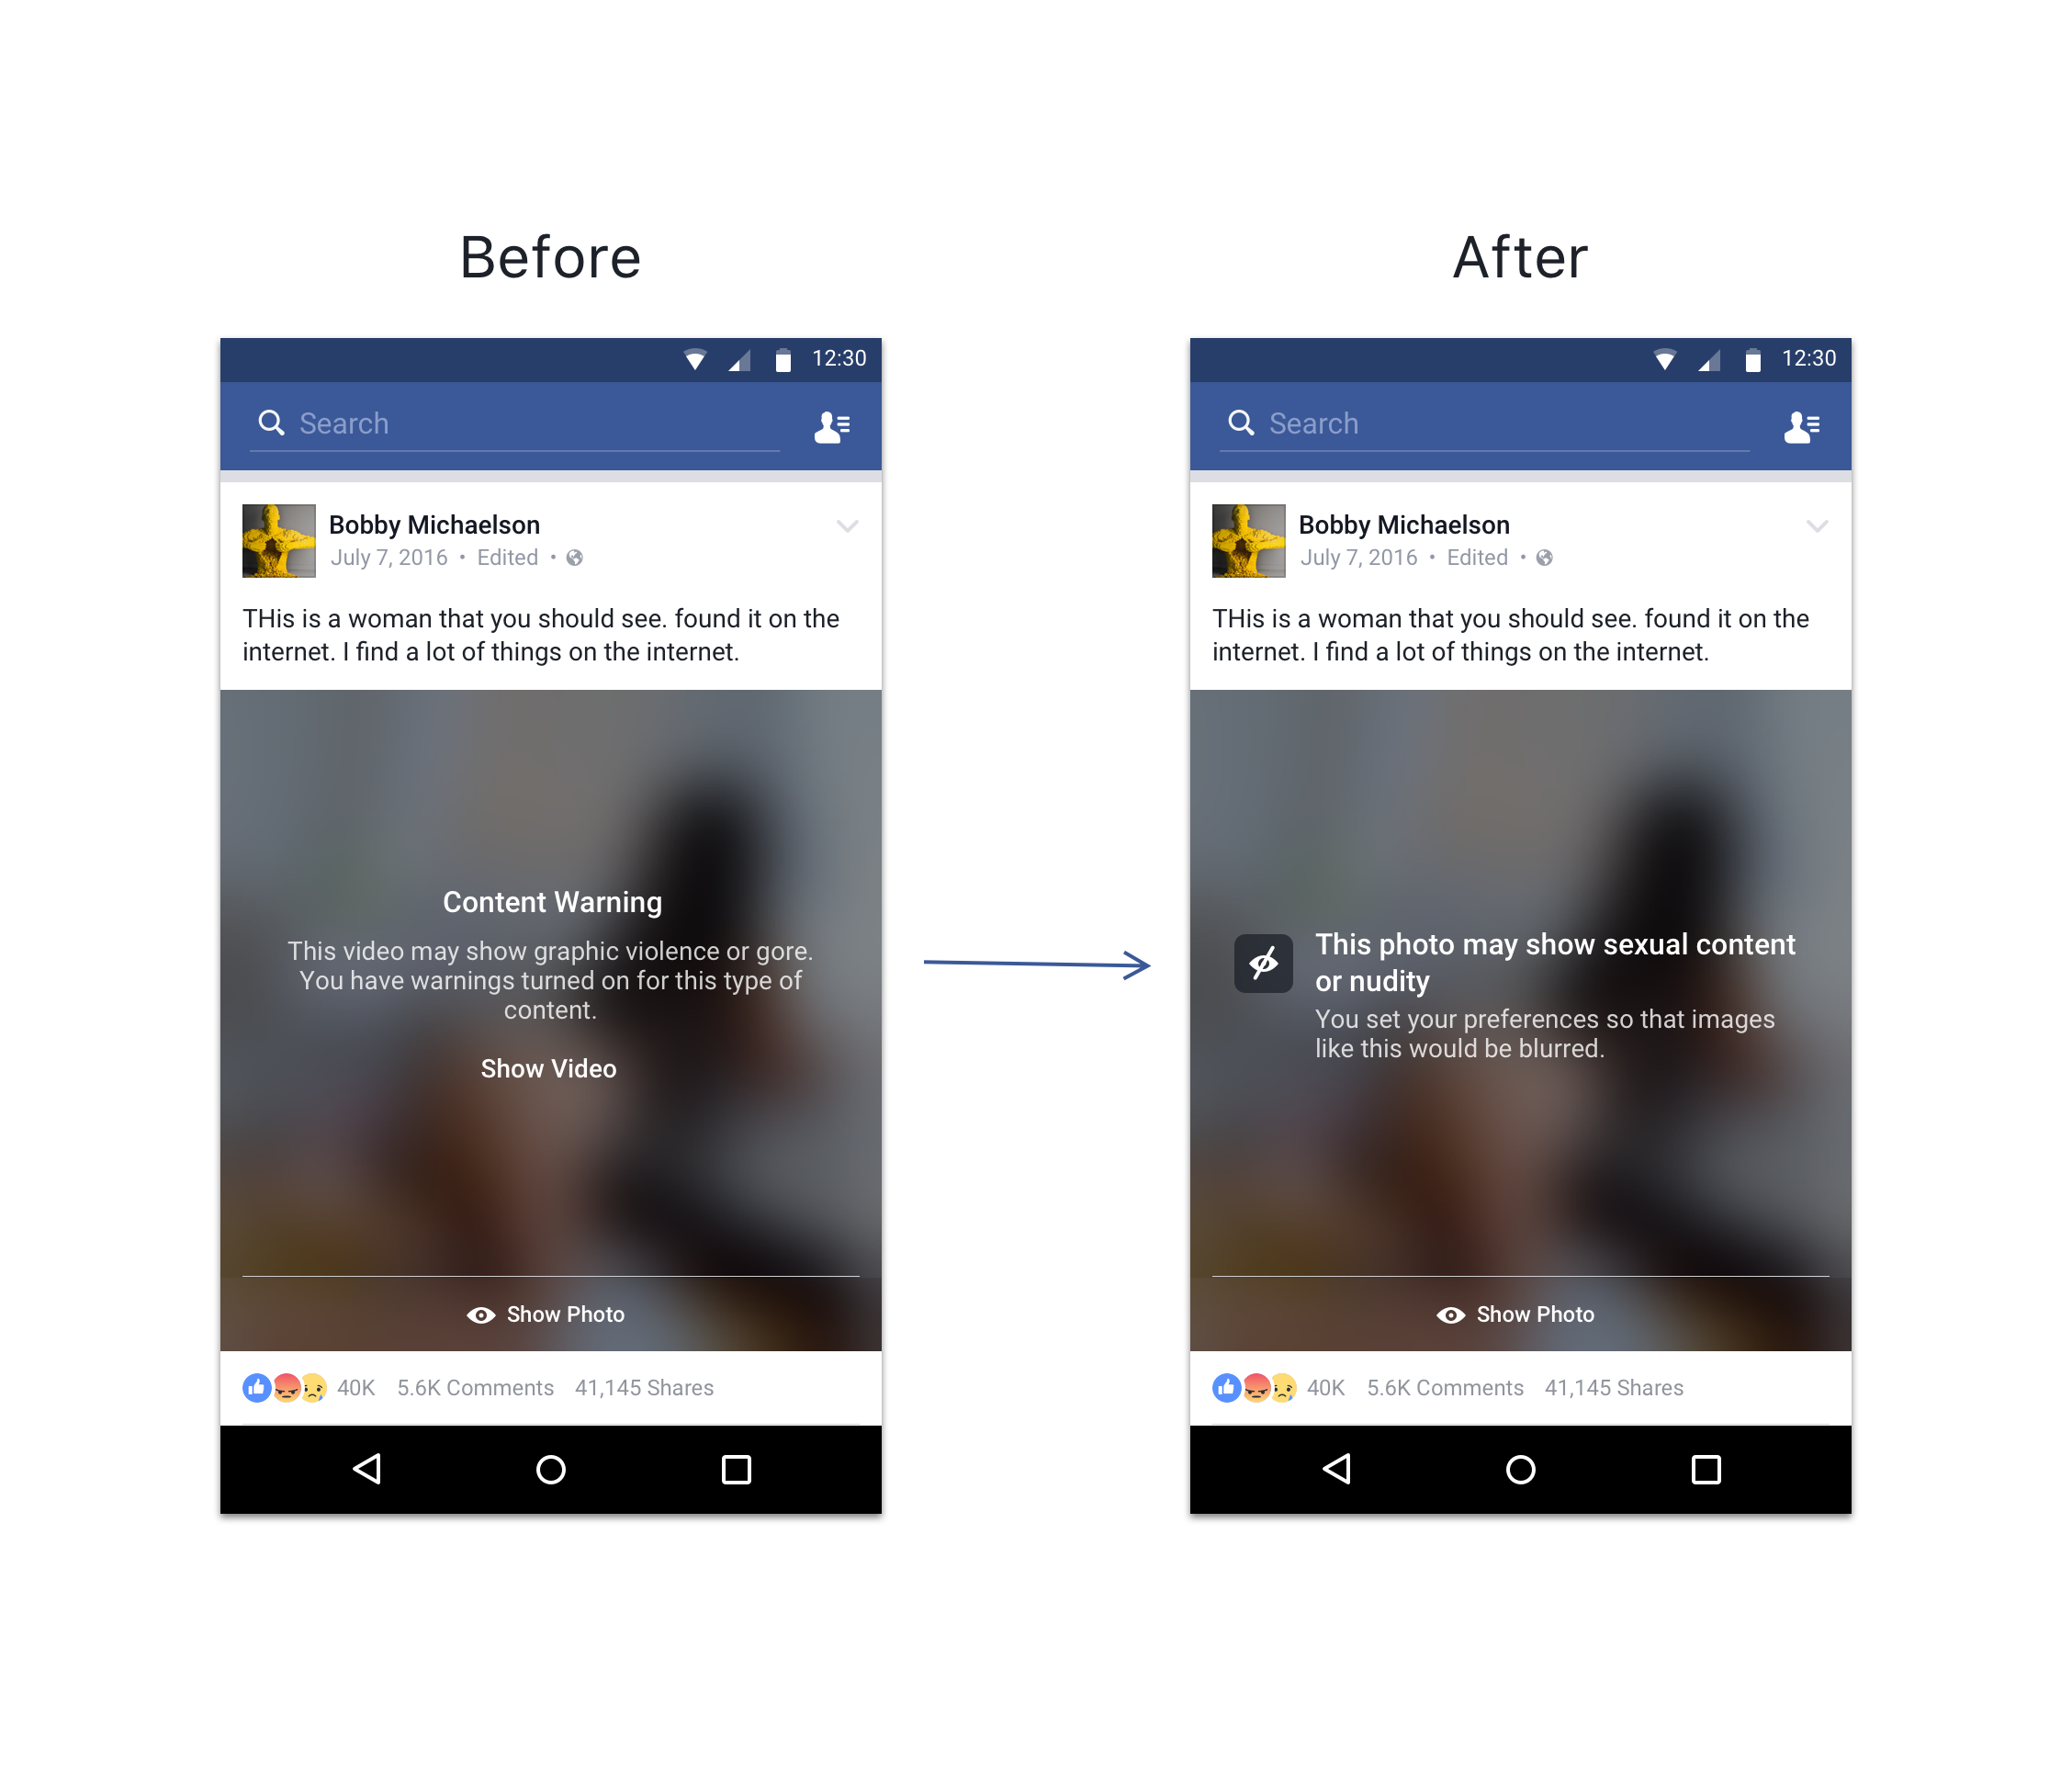 Before
12:30
Search
Bobby Michaelson
July 7, 2016 • Edited •
THis is a woman that you should see. found it on the
internet. I find a lot of things on the internet.
Content Warning
This video may show graphic violence or gore.
You have warnings turned on for this type of
content.
Show Video
Show Photo
40K 5.6K Comments 41,145 Shares
After
12:30
Search
Bobby Michaelson
July 7, 2016 • Edited •
THis is a woman that you should see. found it on the
internet. I find a lot of things on the internet.
This photo may show sexual content
or nudity
You set your preferences so that images
like this would be blurred.
Show Photo
40K 5.6K Comments 41,145 Shares